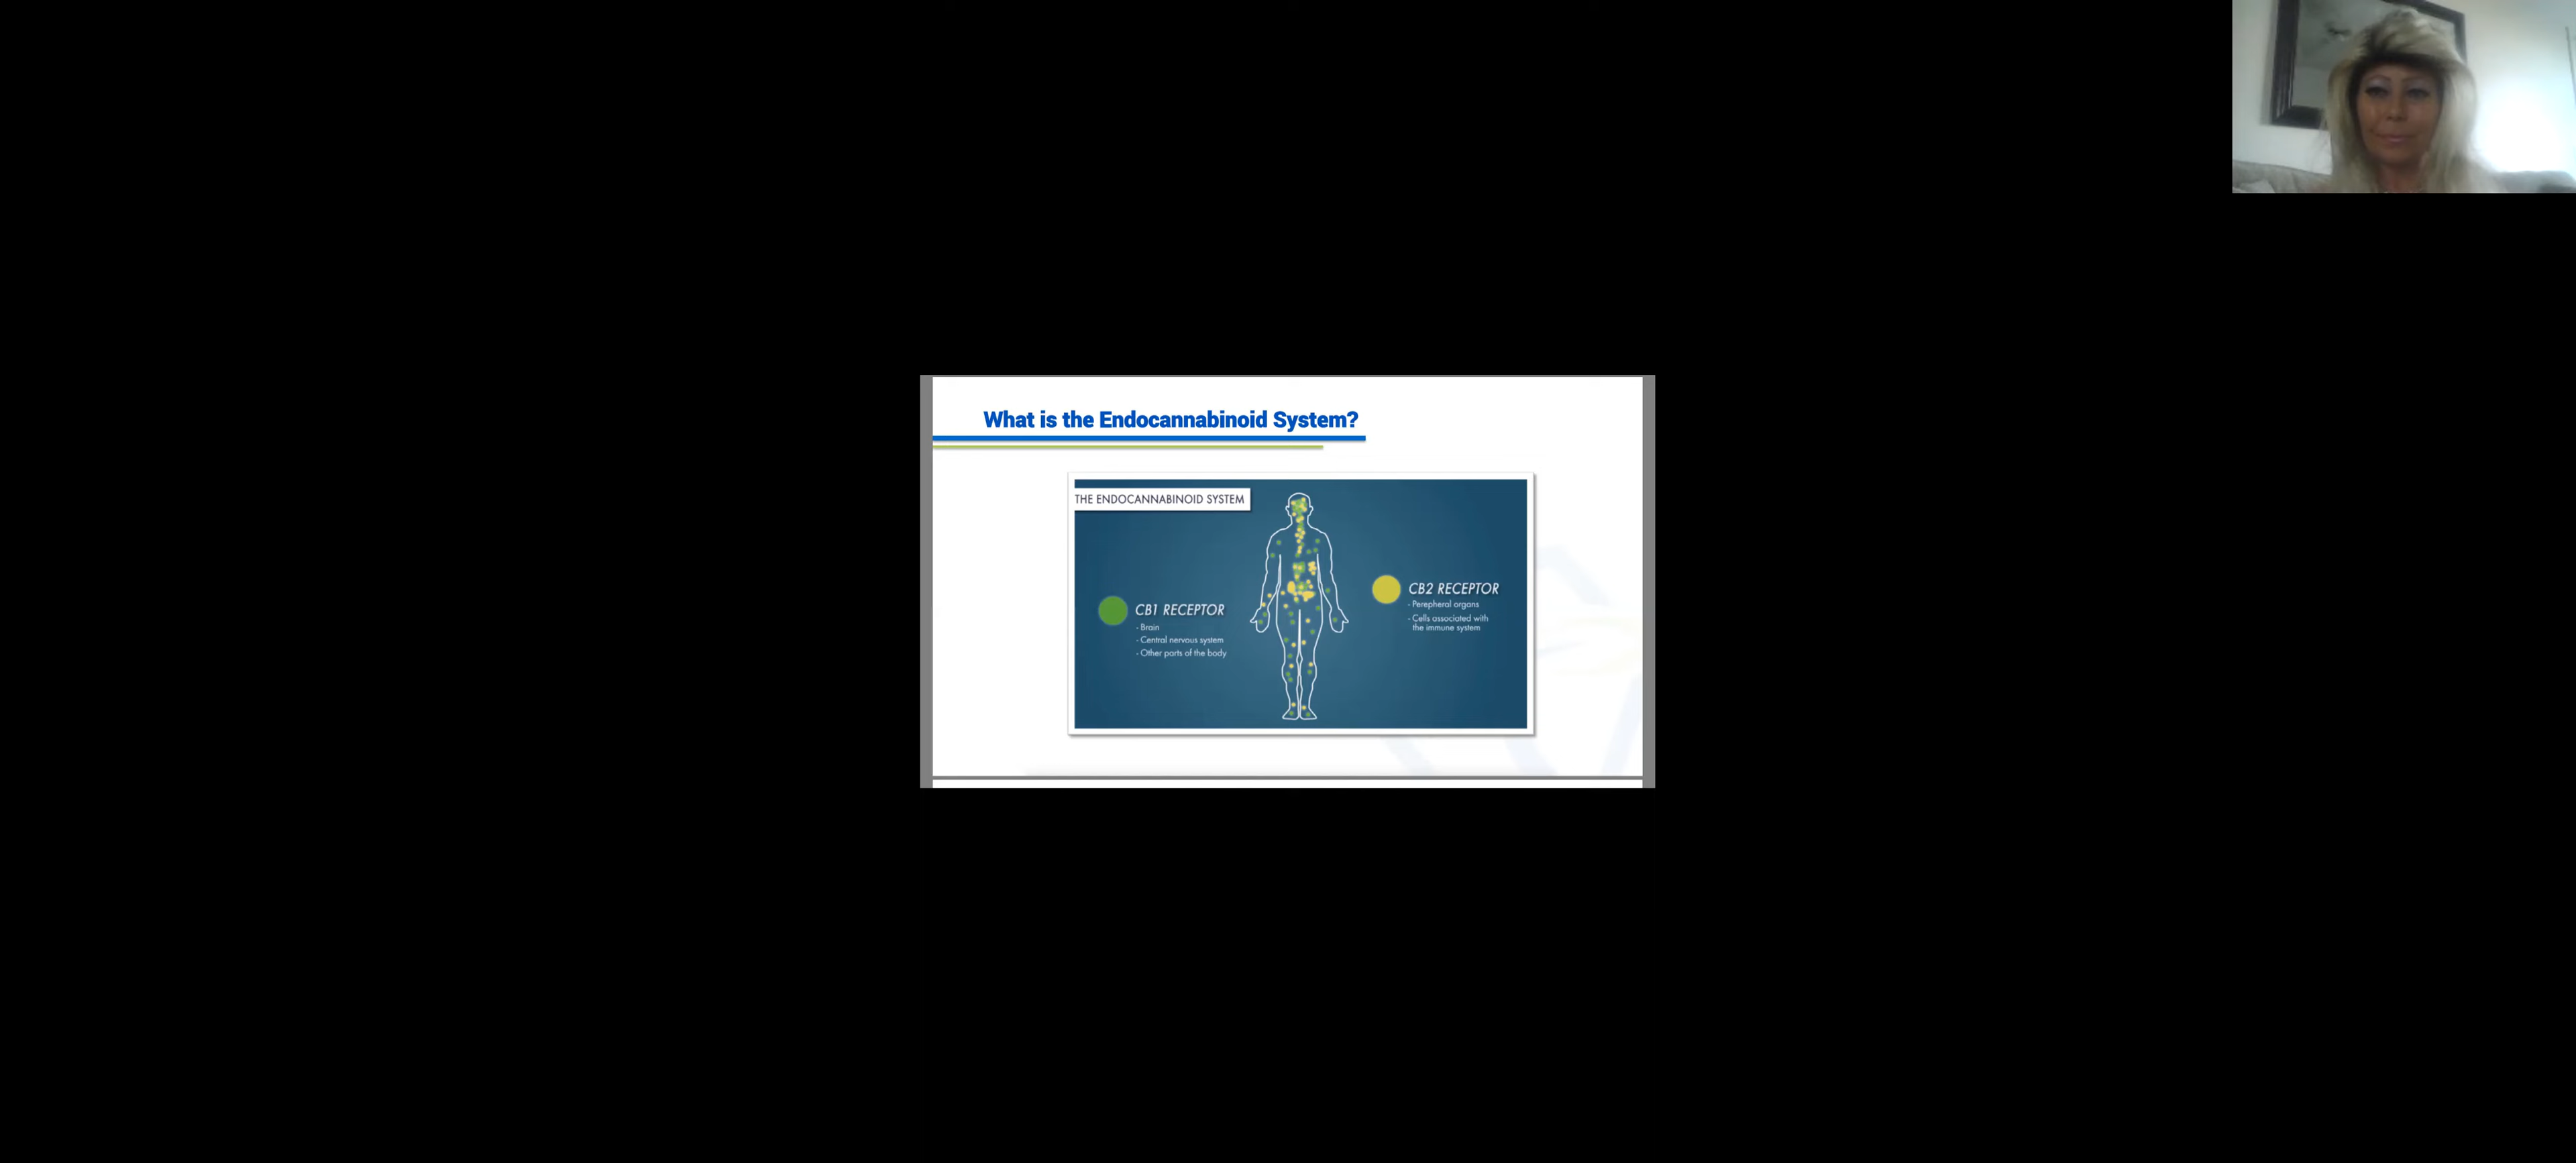 What is the Endocannabinoid System?
THE ENDOCANNABINOID SYSTEM
CB1 RECEPTOR
- Brain
- Central nervous system
- Other parts of the body
CB2 RECEPTOR
- Perepheral organs
- Cells associated with
the immune system